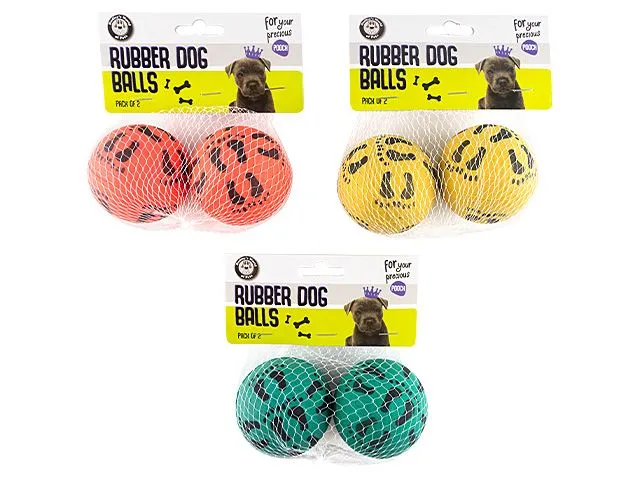 For your
precious
POOCH
RUBBER DOG
BALLS
PACK OF 2
For your
precious
POOCH
RUBBER DOG
BALLS
PACK OF 2
For your
precious
POOCH
RUBBER DOG
BALLS
PACK OF 2